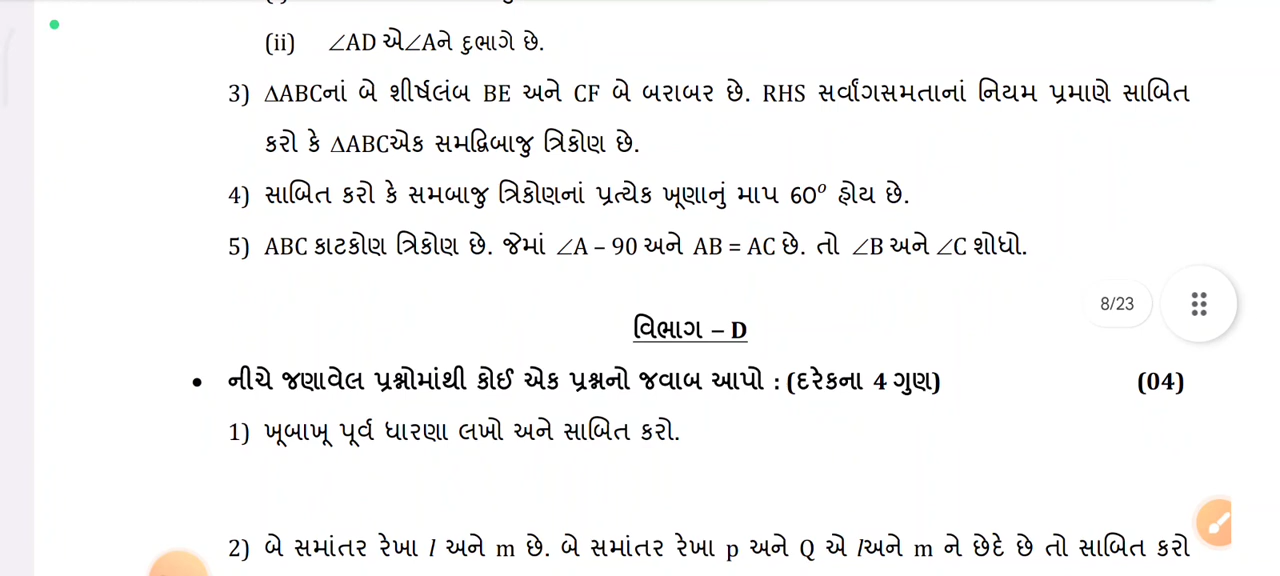 (ii) ∠AD એ∠Aને દુભાગે છે.
3) ∆ABCનાં બે શીર્ષલંબ BE અને CF બે બરાબર છે. RHS સર્વાંગસમતાનાં નિયમ પ્રમાણે સાબિત
કરો કે ∆ABCએક સમદ્વિબાજુ ત્રિકોણ છે.
4) સાબિત કરો કે સમબાજુ ત્રિકોણનાં પ્રત્યેક ખૂણાનું માપ 60° હોય છે.
5) ABC કાટકોણ ત્રિકોણ છે. જેમાં ∠A – 90 અને AB = AC છે. તો ∠B અને ∠C શોધો.
8/23
વિભાગ – D
• નીચે જણાવેલ પ્રશ્નોમાંથી કોઈ એક પ્રશ્નનો જવાબ આપો : (દરેકના 4 ગુણ) (04)
1) ખૂબાખૂ પૂર્વ ધારણા લખો અને સાબિત કરો.
2) બે સમાંતર રેખા l અને m છે. બે સમાંતર રેખા p અને Q એ lઅને m ને છેદે છે તો સાબિત કરો